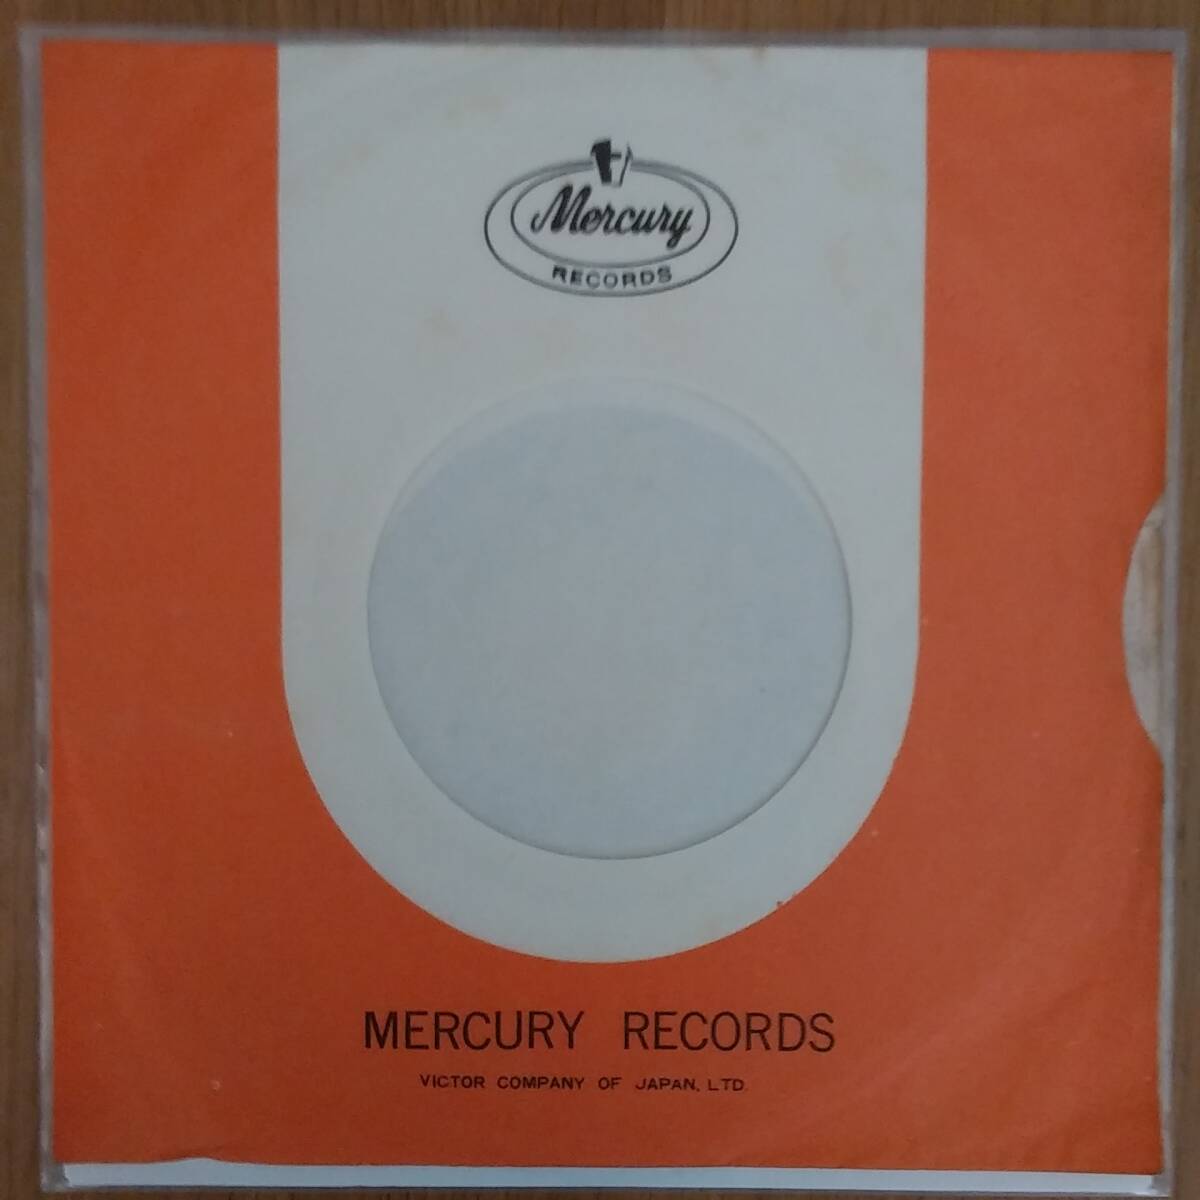 Mercury
RECORDS
MERCURY RECORDS
VICTOR COMPANY OF JAPAN, LTD.